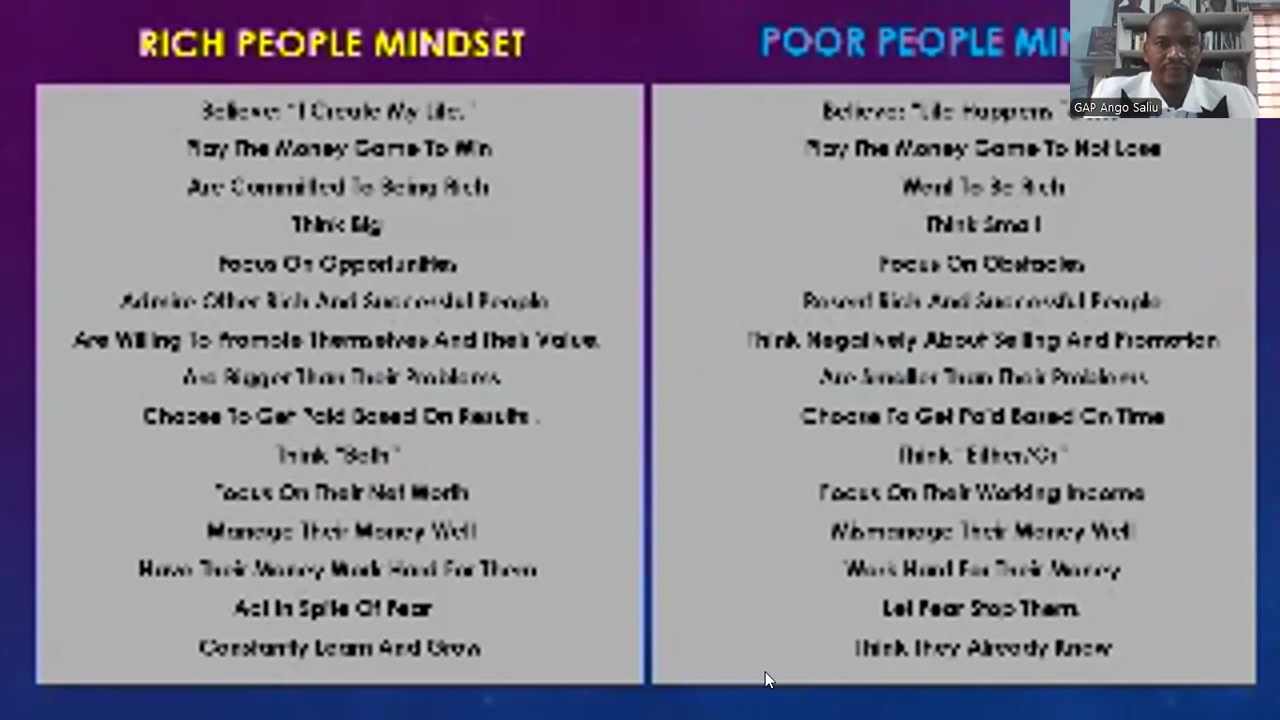 RICH PEOPLE MINDSET
Believe: "I Create My Life."
Play The Money Game To Win
Are Committed To Being Rich
Think Big
Focus On Opportunities
Admire Other Rich And Successful People
Are Willing To Promote Themselves And Their Value.
Are Bigger Than Their Problems
Choose To Get Paid Based On Results .
Think "Both"
Focus On Their Net Worth
Manage Their Money Well
Have Their Money Work Hard For Them
Act In Spite Of Fear
Constantly Learn And Grow
POOR PEOPLE
Believe: "Life Happens
Play The Money Game To Not Lose
Want To Be Rich
Think Small
Focus On Obstacles
Resent Rich And Successful People
Think Negatively About Selling And Promotion
Are Smaller Than Their Problems
Choose To Get Paid Based On Time
Think "Either/Or"
Focus On Their Working Income
Mismanage Their Money Well
Work Hard For Their Money
Let Fear Stop Them.
Think They Already Know
GAP Ango Saliu